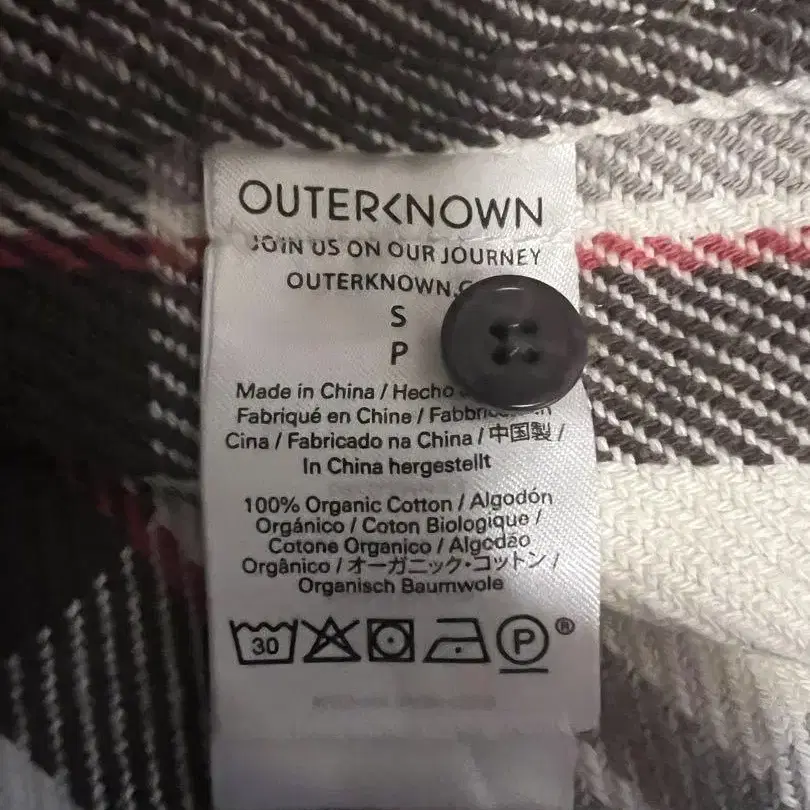 OUTERKNOWN
JOIN US ON OUR JOURNEY
OUTERKNOWN.
S
P
Made in China / Hecho
Fabriqué en Chine /
Cina / Fabricado na China / 中国製 /
In China hergestellt
100% Organic Cotton / Algodón
Orgánico / Coton Biologique /
Cotone Organico / Algodão
Orgânico / オーガニック・コットン /
Organisch Baumwole
30 P ®